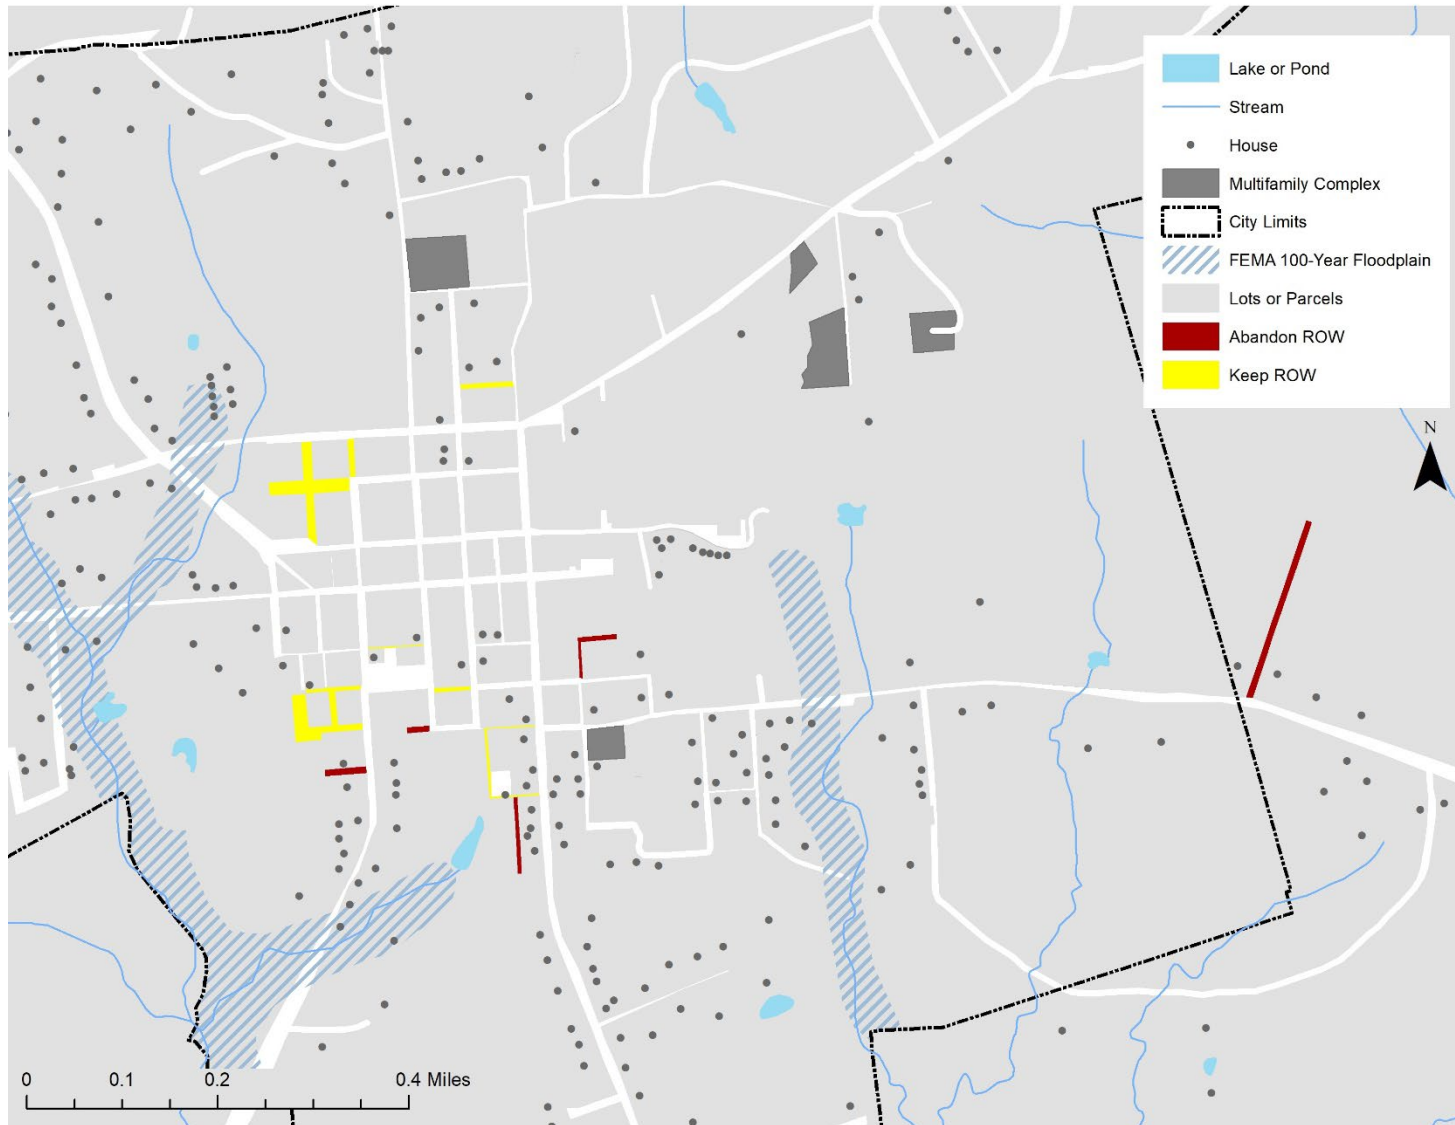 Lake or Pond
Stream
House
Multifamily Complex
City Limits
FEMA 100-Year Floodplain
Lots or Parcels
Abandon ROW
Keep ROW
N
0 0.1 0.2 0.4 Miles